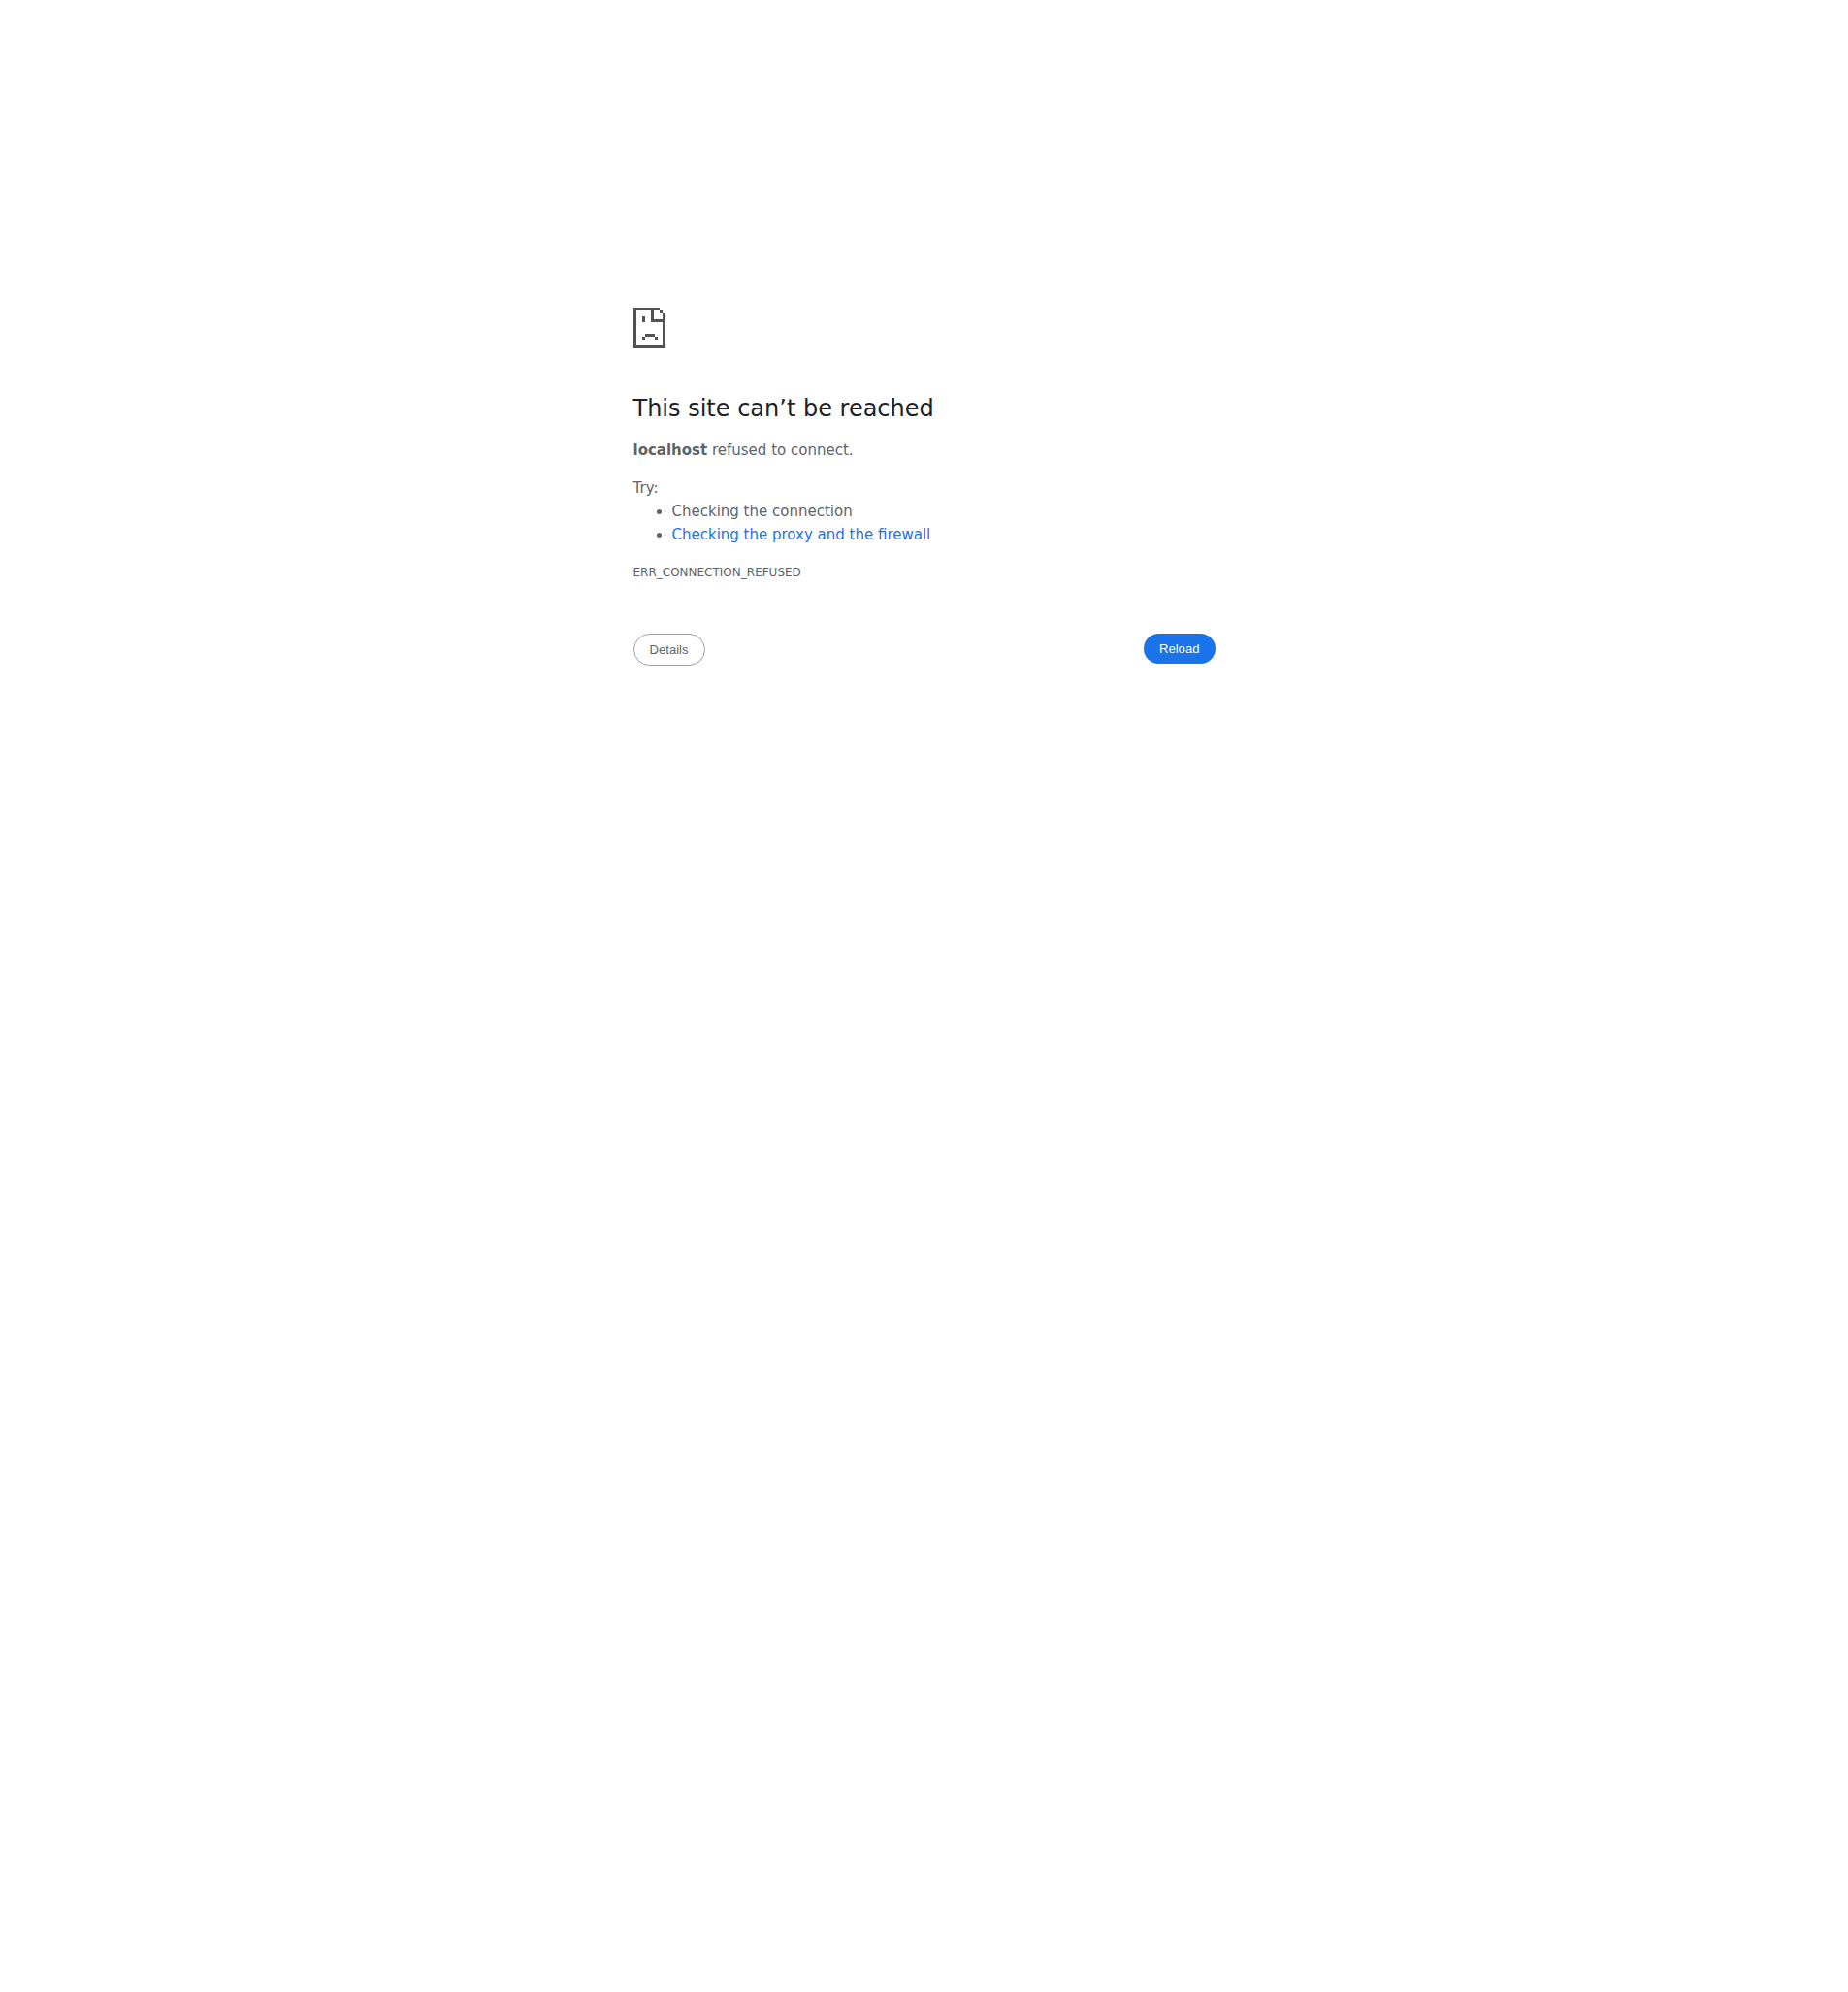 This site can’t be reached
localhost refused to connect.
Try:
Checking the connection
Checking the proxy and the firewall
ERR_CONNECTION_REFUSED
Details
Reload